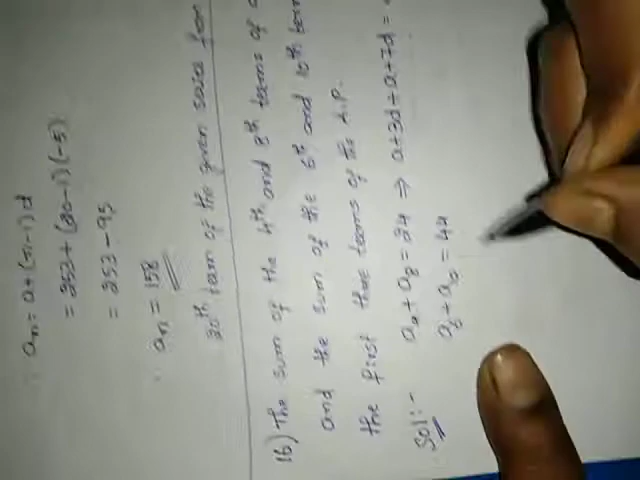 aₙ = a + (n-1)d
= 253 + (20-1)(-5)
= 253 - 95
aₙ = 158
20th term of the given series from
16) The sum of the 4th and 8th terms of
and the sum of the 6th and 10th
the first three terms of the A.P.
Sol:- a₄ + a₈ = 24 ⇒ a+3d+a+7d =
a₆ + a₁₀ = 44